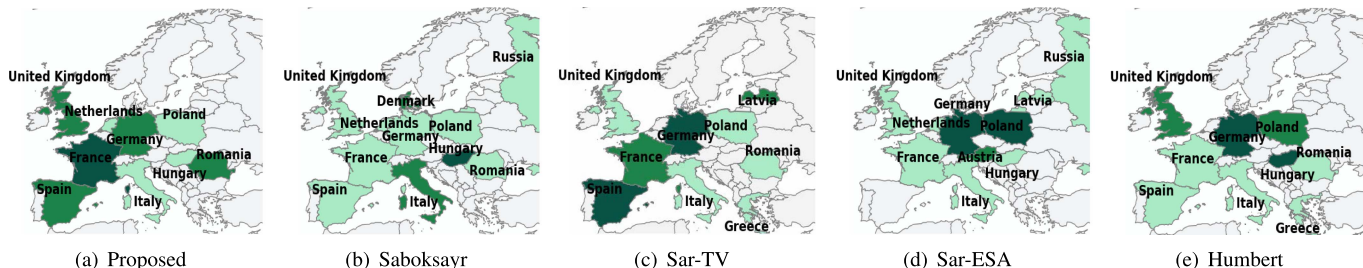 United Kingdom
Netherlands
Poland
Germany
France
Romania
Hungary
Spain
Italy
(a) Proposed
Russia
United Kingdom
Denmark
Netherlands
Poland
Germany
Hungary
France
Romania
Spain
Italy
(b) Saboksayr
United Kingdom
Latvia
Poland
Germany
France
Romania
Spain
Italy
Greece
(c) Sar-TV
Russia
United Kingdom
Germany
Latvia
Netherlands
Poland
France
Austria
Hungary
Italy
(d) Sar-ESA
United Kingdom
Poland
Germany
France
Romania
Hungary
Spain
Italy
Greece
(e) Humbert